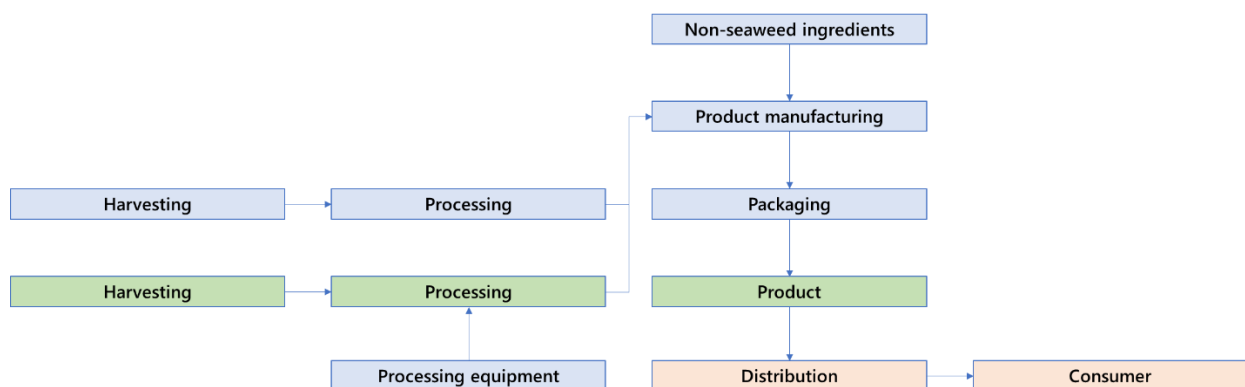 Non-seaweed ingredients
Product manufacturing
Harvesting
Processing
Packaging
Harvesting
Processing
Product
Processing equipment
Distribution
Consumer